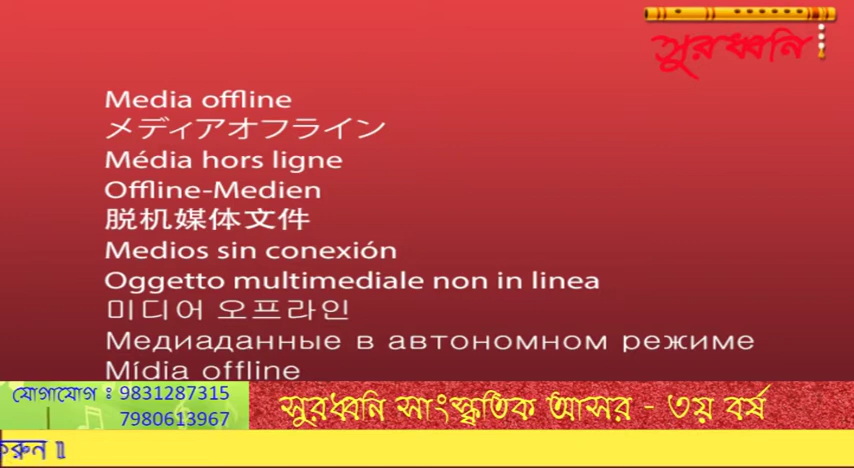 সুরধ্বনি
Media offline
メディアオフライン
Média hors ligne
Offline-Medien
脱机媒体文件
Medios sin conexión
Oggetto multimediale non in linea
미디어 오프라인
Медиаданные в автономном режиме
Mídia offline
যোগাযোগ ঃ 9831287315
7980613967
সুরধ্বনি সাংস্কৃতিক আসর - ৩য় বর্ষ
করুন ॥